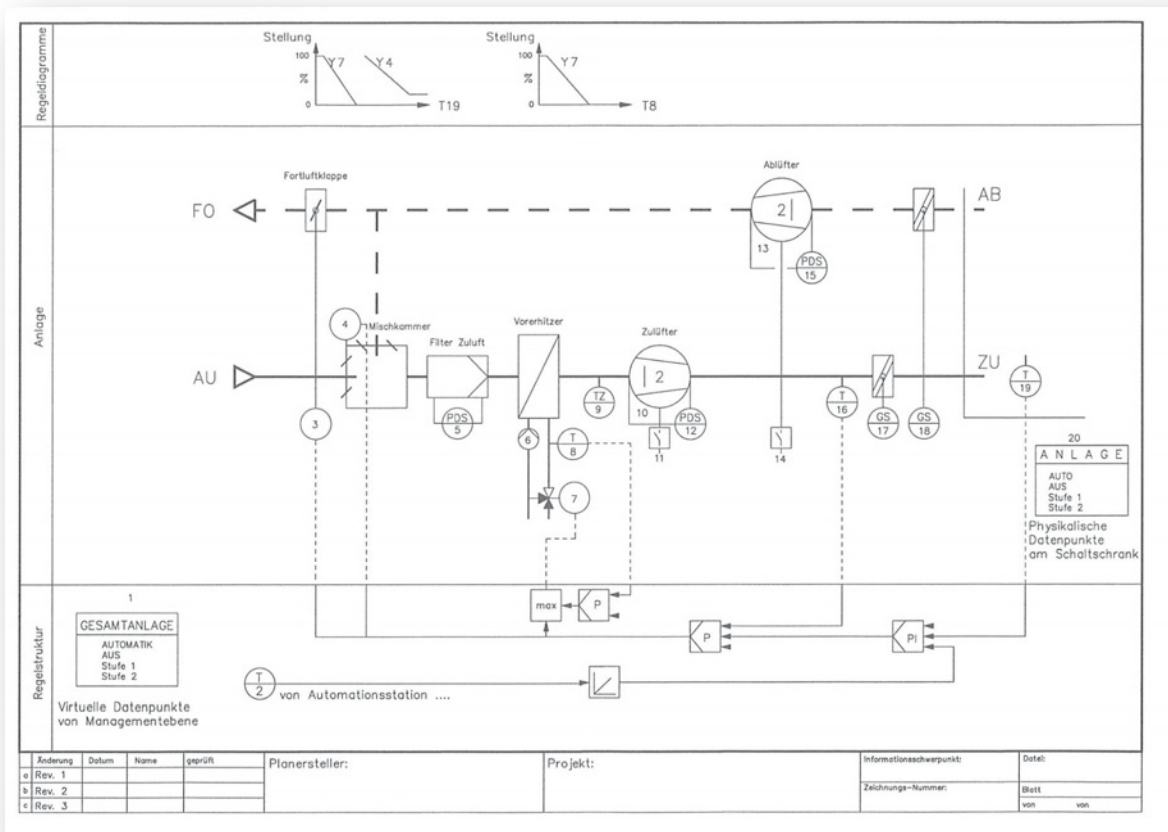 Regeldiagramme
Stellung
100
%
0
Y7
Y4
T19
Stellung
100
%
0
Y7
T8
Anlage
Fortluftklappe
FO
Ablüfter
2
13
PDS
15
AB
4
Mischkammer
Filter Zuluft
Vorerhitzer
Zulüfter
AU
ZU
2
T
19
3
PDS
5
TZ
9
10
PDS
12
T
16
GS
17
GS
18
6
T
8
11
14
7
20
ANLAGE
AUTO
AUS
Stufe 1
Stufe 2
Physikalische
Datenpunkte
am Schaltschrank
Regelstruktur
1
GESAMTANLAGE
AUTOMATIK
AUS
Stufe 1
Stufe 2
Virtuelle Datenpunkte
von Managementebene
max
P
P
PI
T
2
von Automationsstation ....
Änderung Datum Name geprüft
a Rev. 1
b Rev. 2
c Rev. 3
Planersteller:
Projekt:
Informationsschwerpunkt:
Zeichnungs-Nummer:
Datei:
Blatt
von von